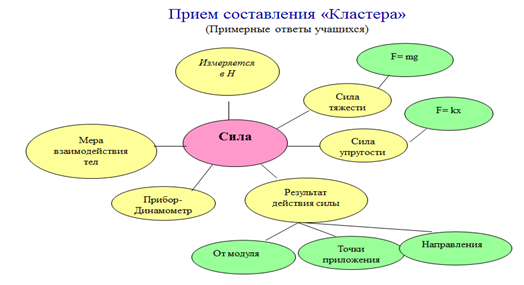 Прием составления «Кластера»
(Примерные ответы учащихся)
Измеряется
в Н
F= mg
Сила
тяжести
F= kx
Сила
Мера
взаимодействия
тел
Сила
упругости
Прибор-
Динамометр
Результат
действия силы
От модуля
Точки
приложения
Направления